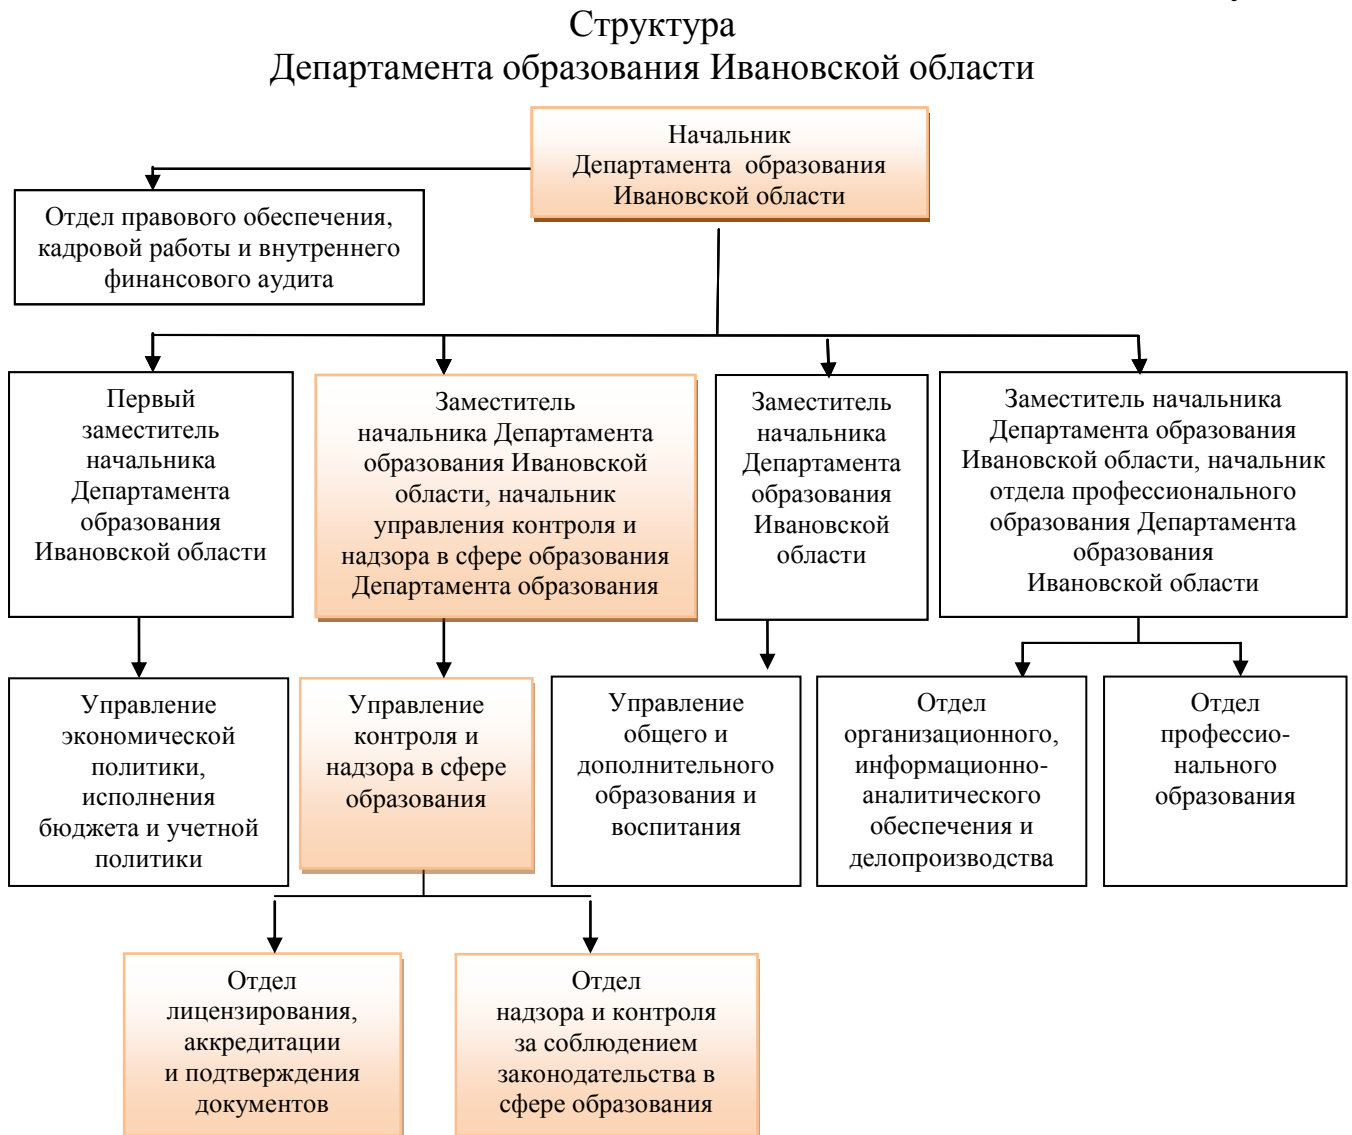 Структура
Департамента образования Ивановской области
Начальник
Департамента образования
Ивановской области
Отдел правового обеспечения,
кадровой работы и внутреннего
финансового аудита
Первый
заместитель
начальника
Департамента
образования
Ивановской области
Заместитель
начальника Департамента
образования Ивановской
области, начальник
управления контроля и
надзора в сфере образования
Департамента образования
Заместитель
начальника
Департамента
образования
Ивановской
области
Заместитель начальника
Департамента образования
Ивановской области, начальник
отдела профессионального
образования Департамента
образования
Ивановской области
Управление
экономической
политики,
исполнения
бюджета и учетной
политики
Управление
контроля и
надзора в сфере
образования
Управление
общего и
дополнительного
образования и
воспитания
Отдел
организационного,
информационно-
аналитического
обеспечения и
делопроизводства
Отдел
профессио-
нального
образования
Отдел
лицензирования,
аккредитации
и подтверждения
документов
Отдел
надзора и контроля
за соблюдением
законодательства в
сфере образования